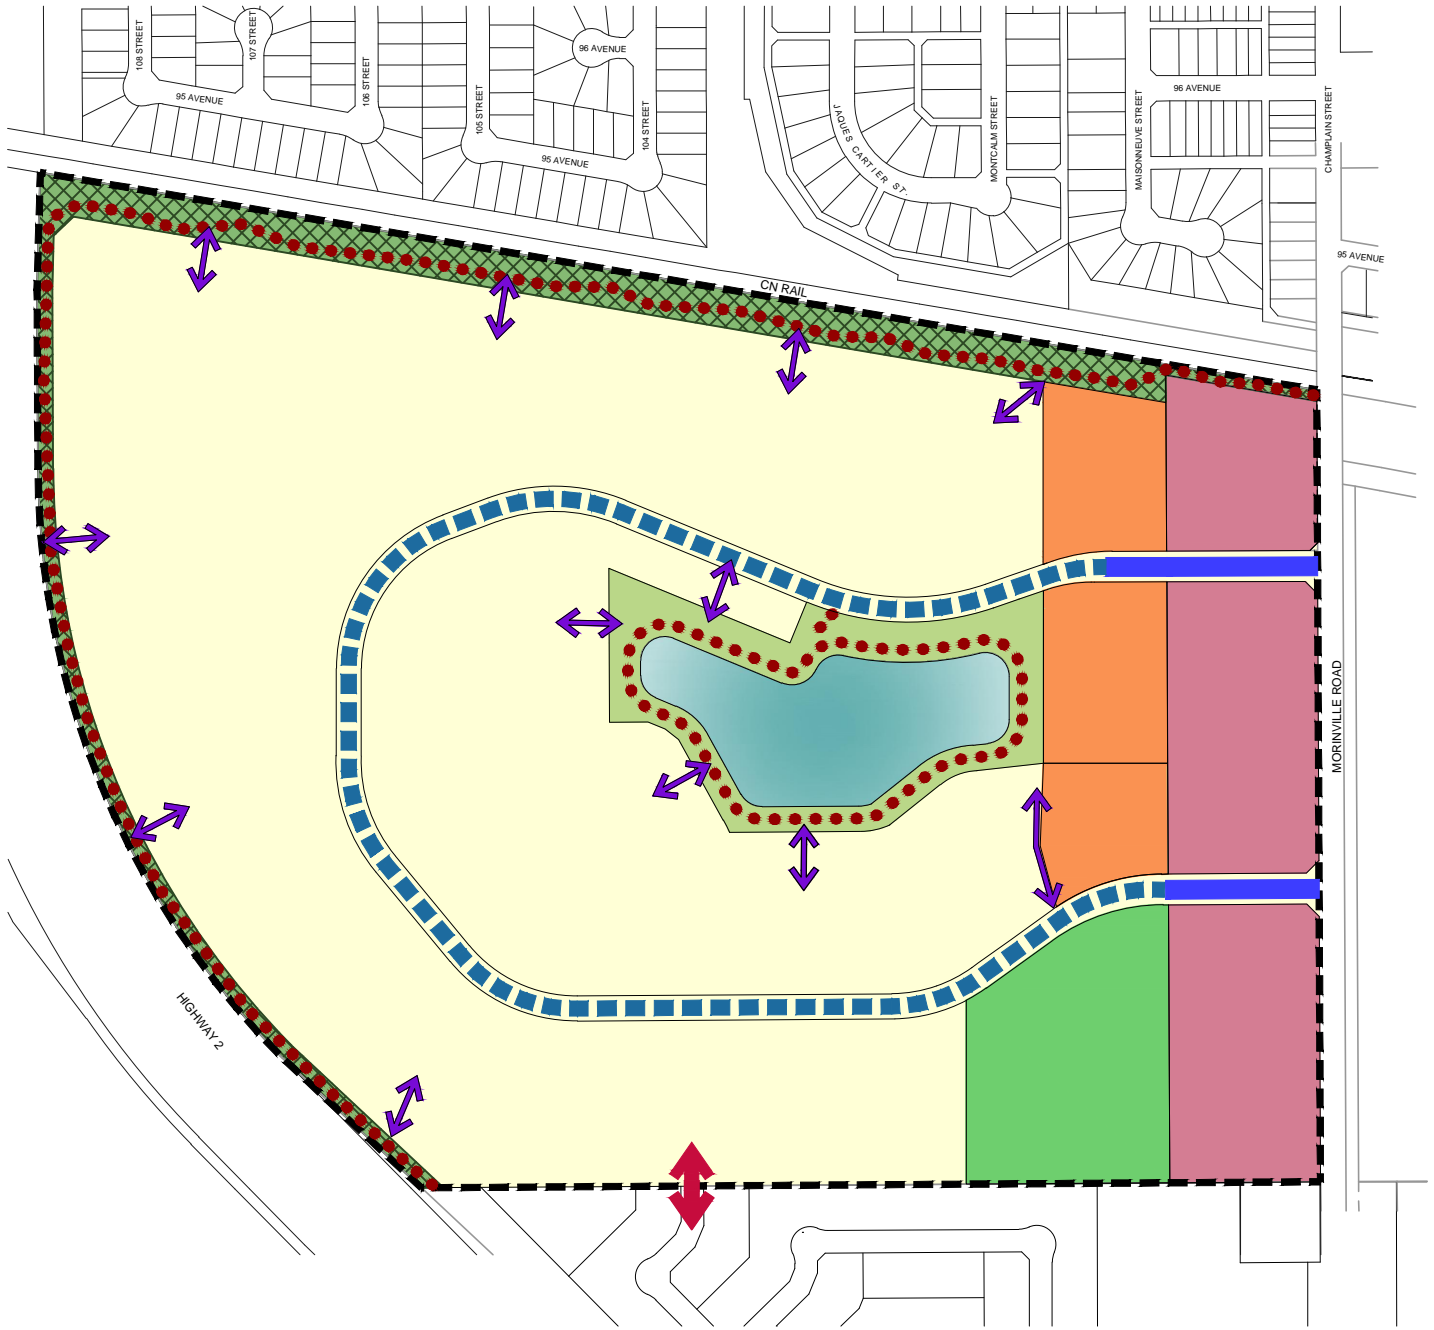 108 STREET
107 STREET
106 STREET
95 AVENUE
105 STREET
96 AVENUE
104 STREET
95 AVENUE
JAQUES CARTIER ST.
MONTCALM STREET
MAISONNEUVE STREET
96 AVENUE
CHAMPLAIN STREET
95 AVENUE
CN RAIL
MORINVILLE ROAD
HIGHWAY 2